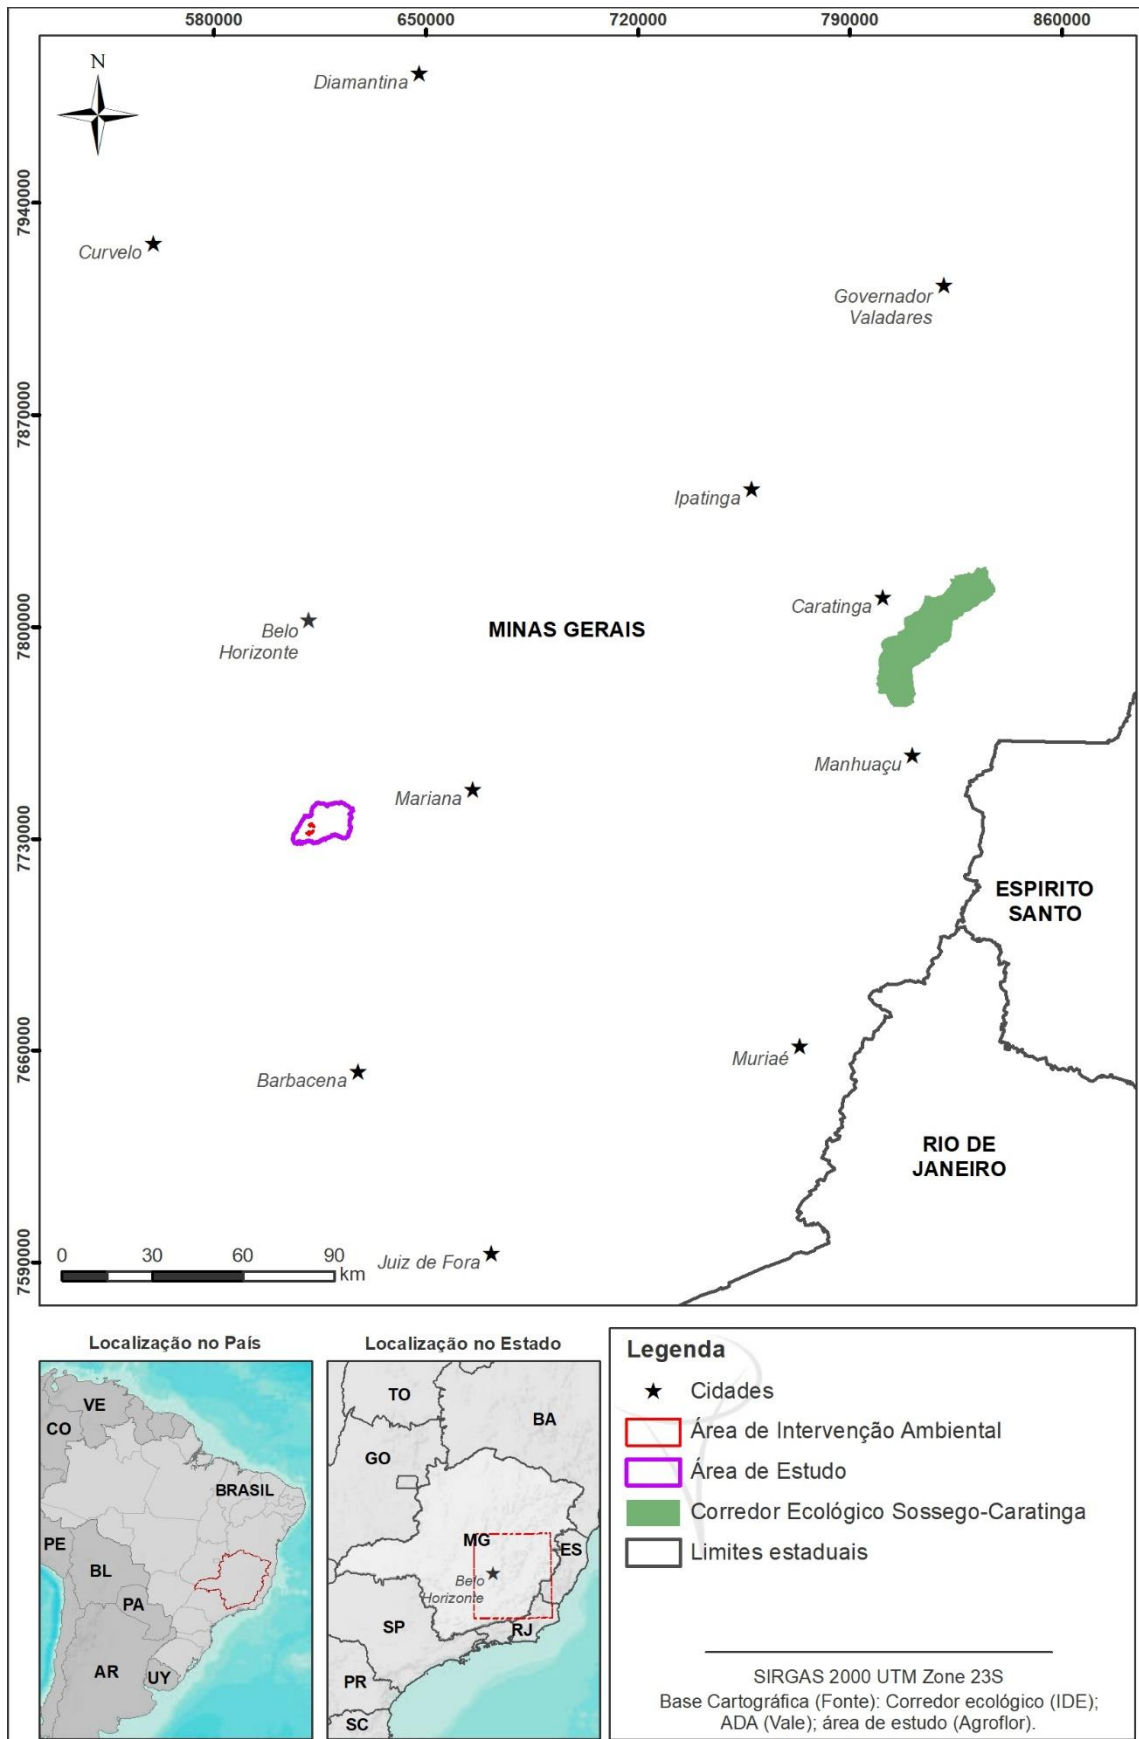 580000 650000 720000 790000 860000
N
Diamantina
7940000
Curvelo
Governador
Valadares
7870000
Ipatinga
Caratinga
7800000
Belo
Horizonte
MINAS GERAIS
Manhuaçu
Mariana
7730000
ESPIRITO
SANTO
7660000
Muriaé
Barbacena
RIO DE
JANEIRO
7590000
0 30 60 90
km
Juiz de Fora
Localização no País
VE
CO
BRASIL
PE
BL
PA
AR
UY
Localização no Estado
TO
BA
GO
MG
ES
Belo
Horizonte
SP
RJ
PR
SC
Legenda
Cidades
Área de Intervenção Ambiental
Área de Estudo
Corredor Ecológico Sossego-Caratinga
Limites estaduais
SIRGAS 2000 UTM Zone 23S
Base Cartográfica (Fonte): Corredor ecológico (IDE);
ADA (Vale); área de estudo (Agroflor).